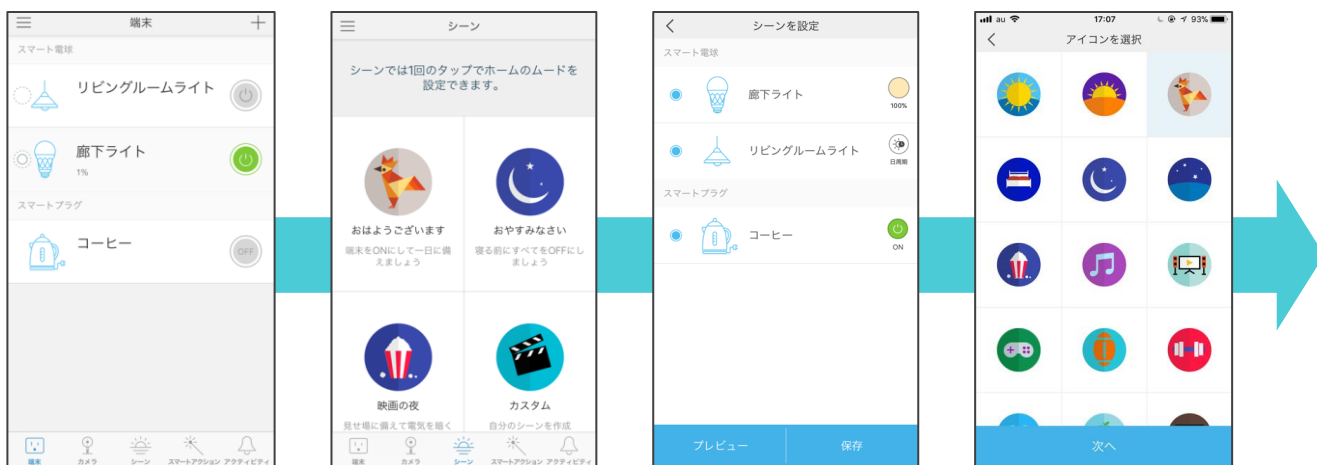 端末
スマート電球
リビングルームライト
廊下ライト
1%
スマートプラグ
コーヒー
OFF
端末
カメラ
シーン
スマートアクション
アクティビティ
シーン
シーンでは1回のタップでホームのムードを
設定できます。
おはようございます
端末をONにして一日に備
えましょう
おやすみなさい
寝る前にすべてをOFFにし
ましょう
映画の夜
見せ場に備えて電気を暗く
カスタム
自分のシーンを作成
端末
カメラ
シーン
スマートアクション
アクティビティ
シーンを設定
スマート電球
廊下ライト
100%
リビングルームライト
日周期
スマートプラグ
コーヒー
ON
プレビュー
保存
au
17:07
93%
アイコンを選択
次へ